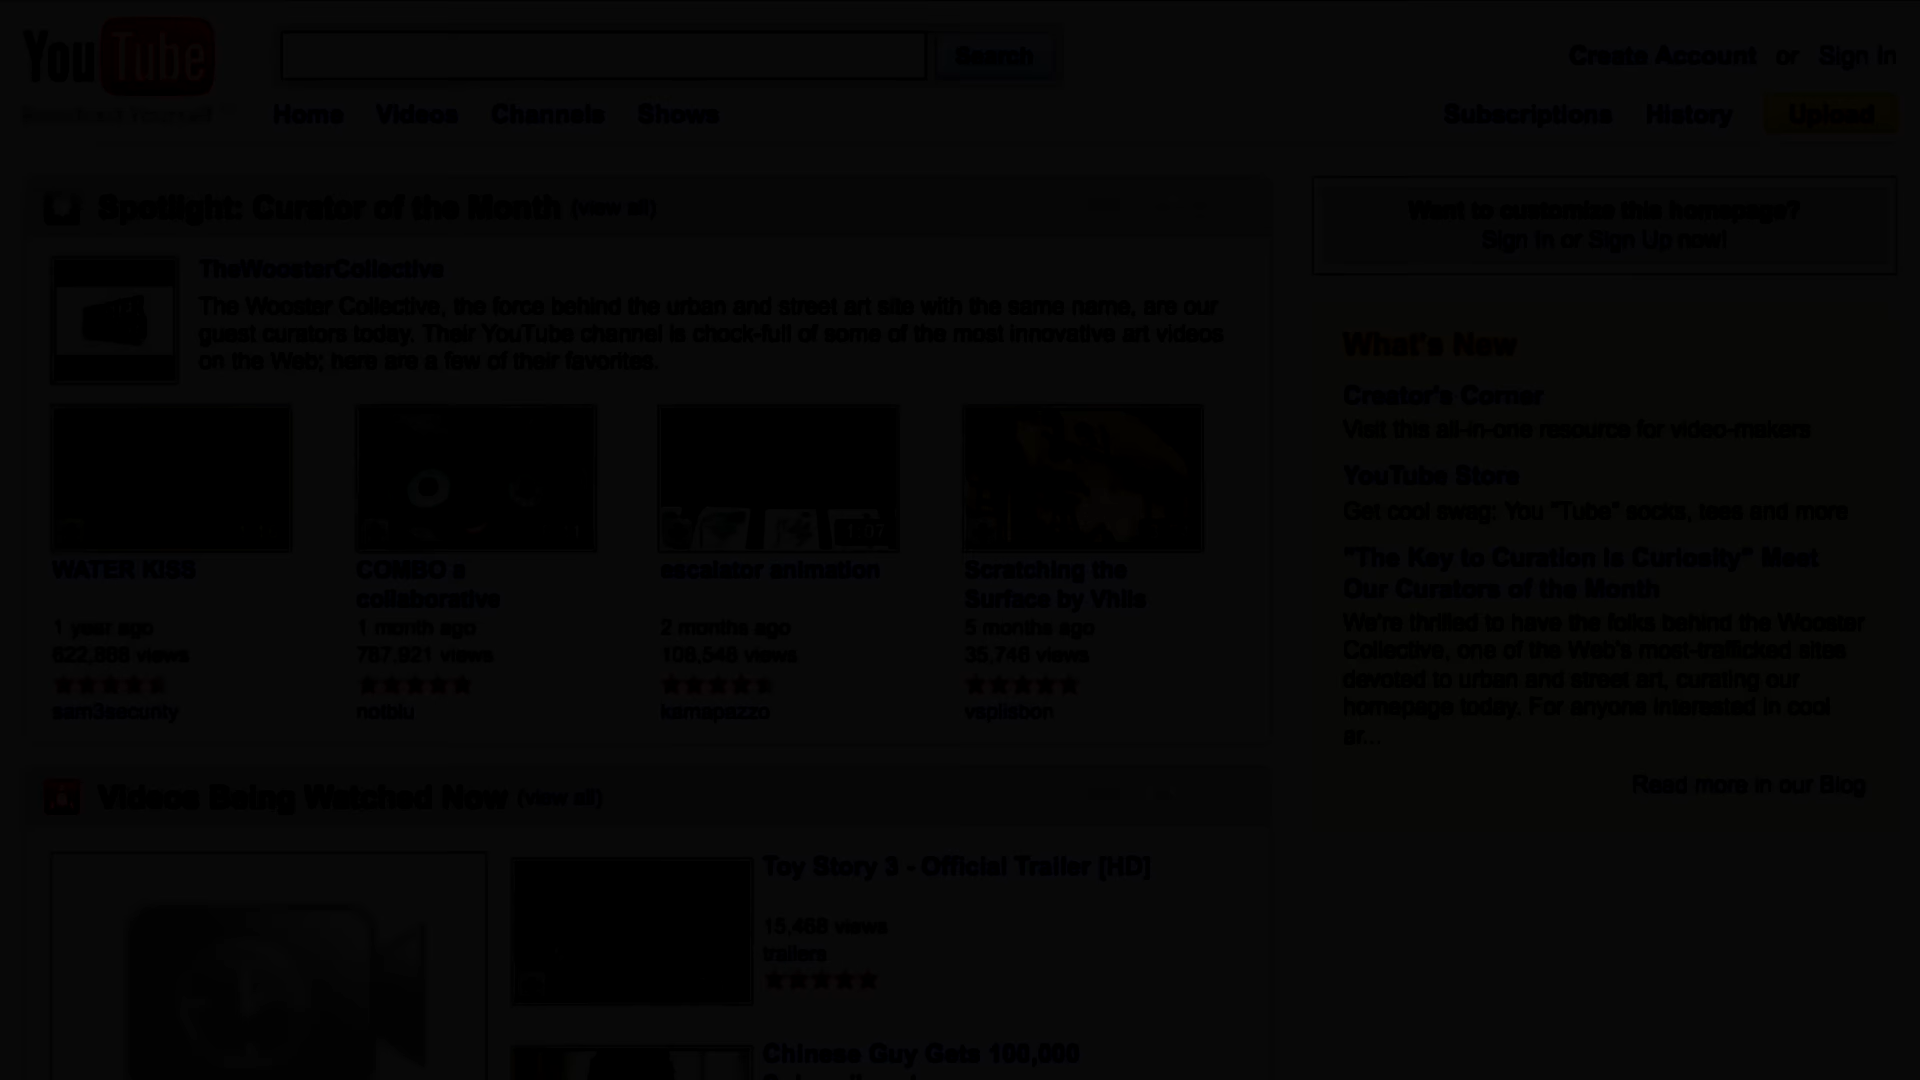 YouTube
Search
Create Account or Sign In
Broadcast Yourself ™
Home Videos Channels Shows
Subscriptions History Upload
Spotlight: Curator of the Month (view all)
TheWoosterCollective
The Wooster Collective, the force behind the urban and street art site with the same name, are our
guest curators today. Their YouTube channel is chock-full of some of the most innovative art videos
on the Web; here are a few of their favorites.
WATER KISS
1 year ago
622,888 views
sam3security
COMBO a
collaborative
1 month ago
787,921 views
notblu
escalator animation
2 months ago
108,548 views
kamapazzo
Scratching the
Surface by Vhils
5 months ago
35,748 views
vsplisbon
Want to customise this homepage?
Sign In or Sign Up now!
What's New
Creator's Corner
Visit this all-in-one resource for video-makers
YouTube Store
Get cool swag: You "Tube" socks, tees and more
"The Key to Curation is Curiosity" Meet
Our Curators of the Month
We're thrilled to have the folks behind the Wooster
Collective, one of the Web's most-trafficked sites
devoted to urban and street art, curating our
homepage today. For anyone interested in cool
ar...
Read more in our Blog
Videos Being Watched Now (view all)
Toy Story 3 - Official Trailer [HD]
15,468 views
trailers
Chinese Guy Gets 100,000